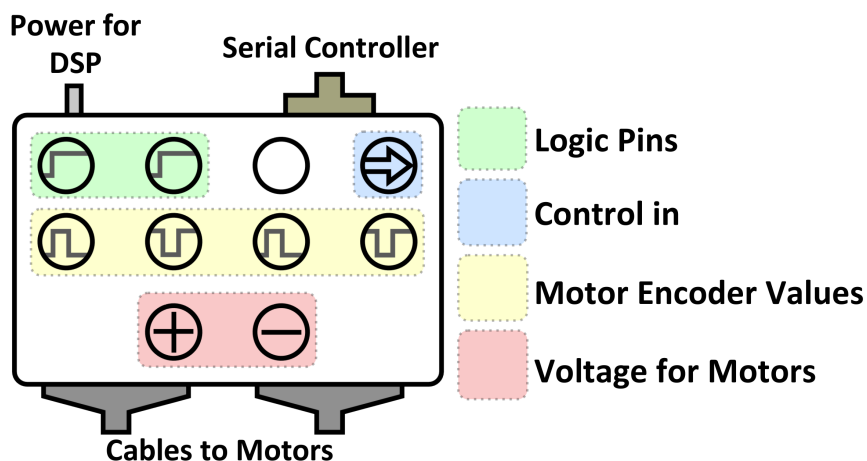 Power for
DSP
Serial Controller
Logic Pins
Control in
Motor Encoder Values
Voltage for Motors
Cables to Motors